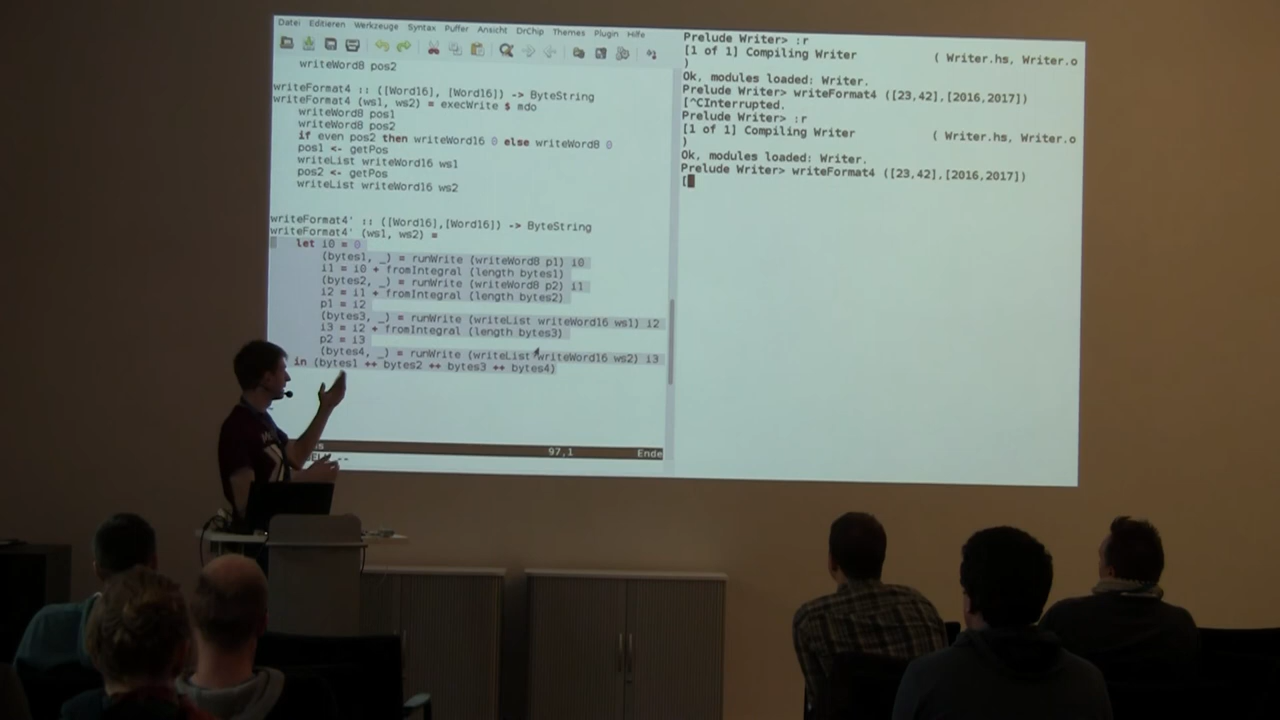 Datei Editieren Werkzeuge Syntax Puffer Ansicht DrChip Themes Plugin Hilfe
writeWord8 pos2
writeFormat4 :: ([Word16], [Word16]) -> ByteString
writeFormat4 (ws1, ws2) = execWrite $ mdo
writeWord8 pos1
writeWord8 pos2
if even pos2 then writeWord16 0 else writeWord8 0
pos1 <- getPos
writeList writeWord16 ws1
pos2 <- getPos
writeList writeWord16 ws2
writeFormat4' :: ([Word16],[Word16]) -> ByteString
writeFormat4' (ws1, ws2) =
let i0 = 0
(bytes1, _) = runWrite (writeWord8 p1) i0
i1 = i0 + fromIntegral (length bytes1)
(bytes2, _) = runWrite (writeWord8 p2) i1
i2 = i1 + fromIntegral (length bytes2)
p1 = i2
(bytes3, _) = runWrite (writeList writeWord16 ws1) i2
i3 = i2 + fromIntegral (length bytes3)
p2 = i3
(bytes4, _) = runWrite (writeList writeWord16 ws2) i3
in (bytes1 ++ bytes2 ++ bytes3 ++ bytes4)
97,1 Ende
Prelude Writer> :r
[1 of 1] Compiling Writer ( Writer.hs, Writer.o
)
Ok, modules loaded: Writer.
Prelude Writer> writeFormat4 ([23,42],[2016,2017])
[^CInterrupted.
Prelude Writer> :r
[1 of 1] Compiling Writer ( Writer.hs, Writer.o
)
Ok, modules loaded: Writer.
Prelude Writer> writeFormat4 ([23,42],[2016,2017])
[